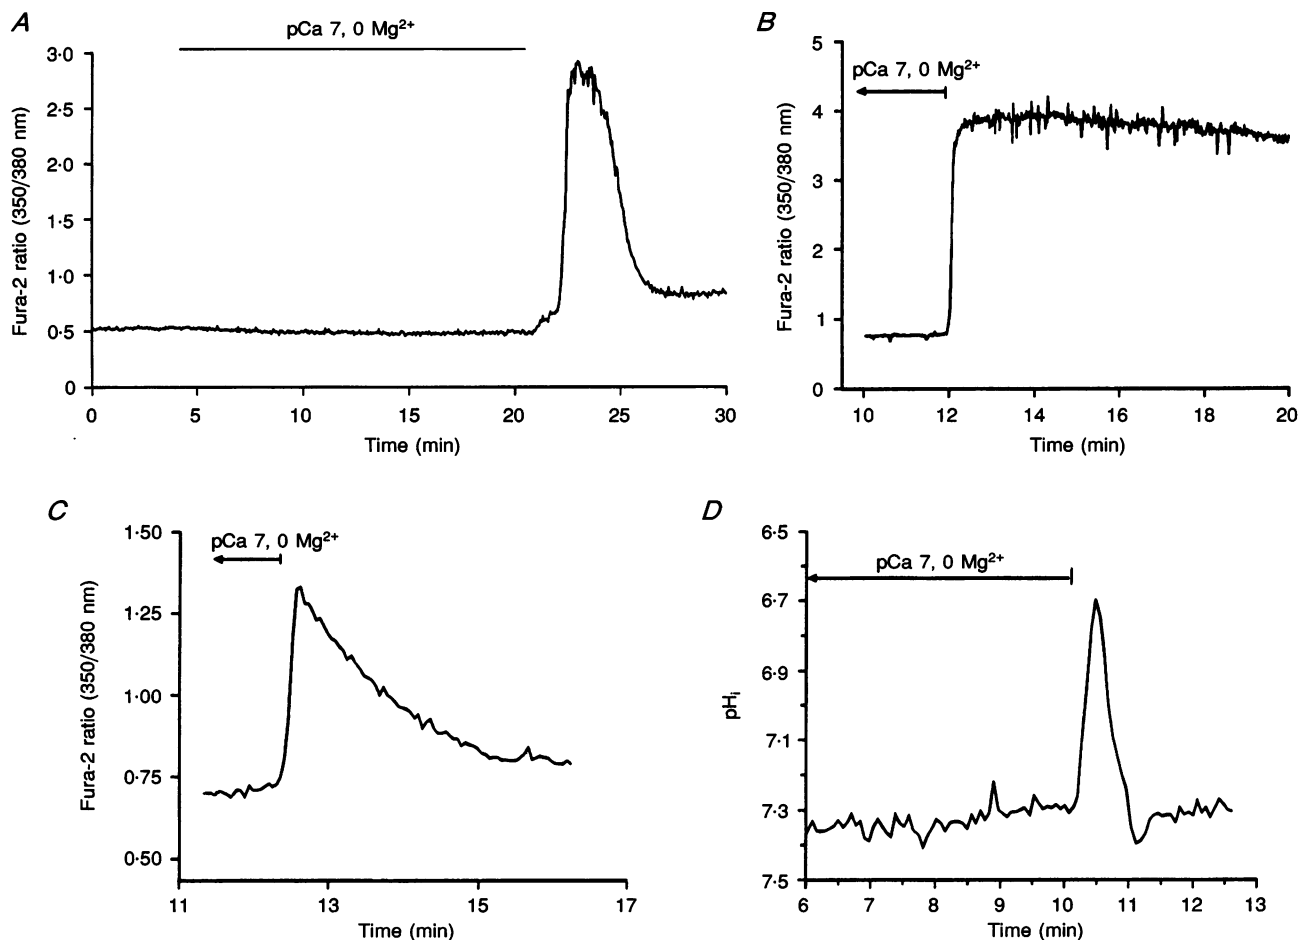 A
pCa 7, 0 Mg²⁺
Fura-2 ratio (350/380 nm)
3·0
2·5
2·0
1·5
1·0
0·5
0
0 5 10 15 20 25 30
Time (min)
B
pCa 7, 0 Mg²⁺
Fura-2 ratio (350/380 nm)
5
4
3
2
1
0
10 12 14 16 18 20
Time (min)
C
pCa 7, 0 Mg²⁺
Fura-2 ratio (350/380 nm)
1·50
1·25
1·00
0·75
0·50
11 13 15 17
Time (min)
D
pCa 7, 0 Mg²⁺
pHᵢ
6·5
6·7
6·9
7·1
7·3
7·5
6 7 8 9 10 11 12 13
Time (min)